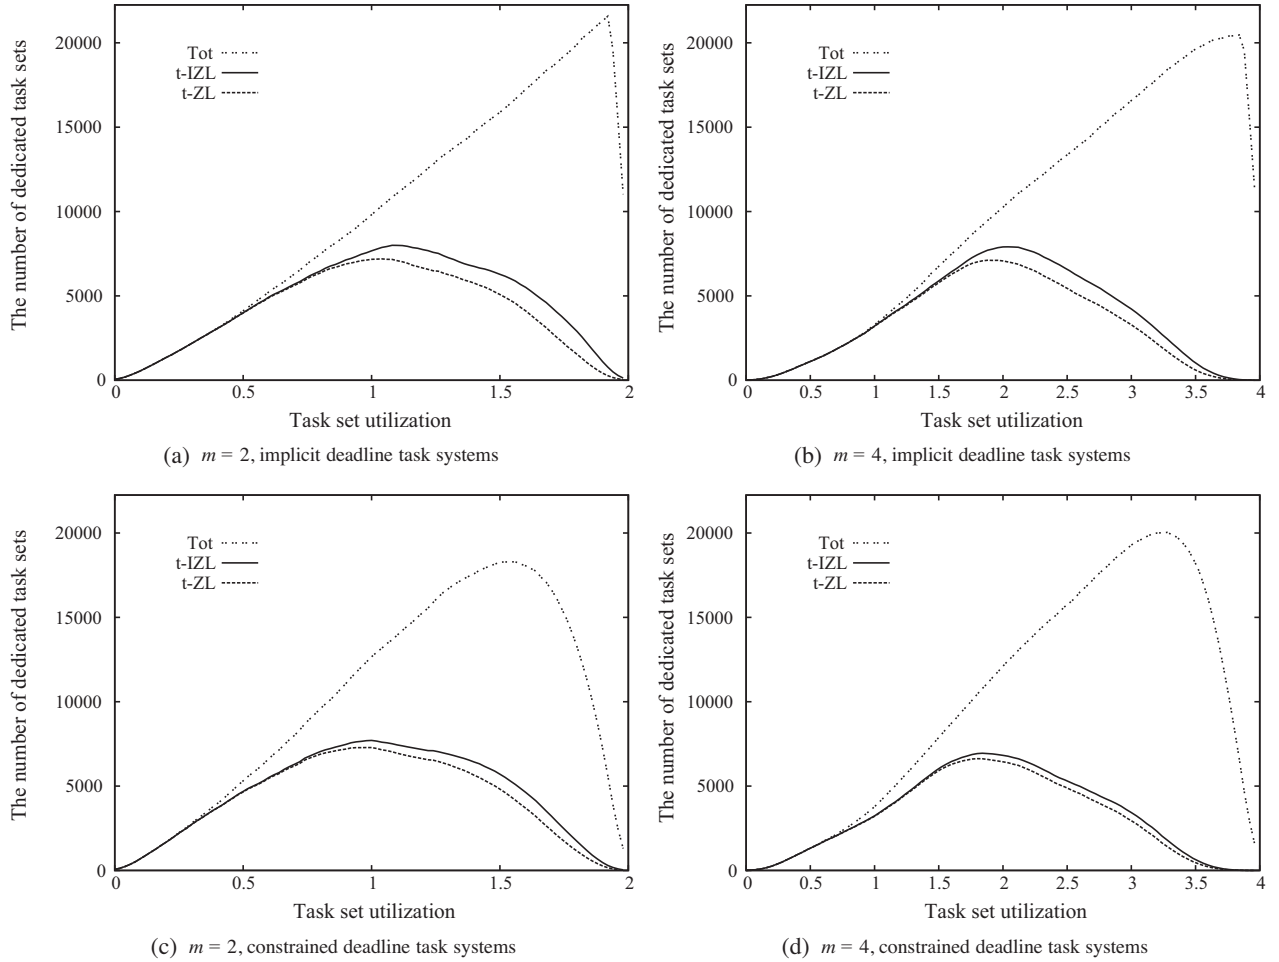 The number of dedicated task sets
20000
15000
10000
5000
0
Tot
t-IZL
t-ZL
0 0.5 1 1.5 2
Task set utilization
(a) m = 2, implicit deadline task systems
The number of dedicated task sets
20000
15000
10000
5000
0
Tot
t-IZL
t-ZL
0 0.5 1 1.5 2 2.5 3 3.5 4
Task set utilization
(b) m = 4, implicit deadline task systems
The number of dedicated task sets
20000
15000
10000
5000
0
Tot
t-IZL
t-ZL
0 0.5 1 1.5 2
Task set utilization
(c) m = 2, constrained deadline task systems
The number of dedicated task sets
20000
15000
10000
5000
0
Tot
t-IZL
t-ZL
0 0.5 1 1.5 2 2.5 3 3.5 4
Task set utilization
(d) m = 4, constrained deadline task systems